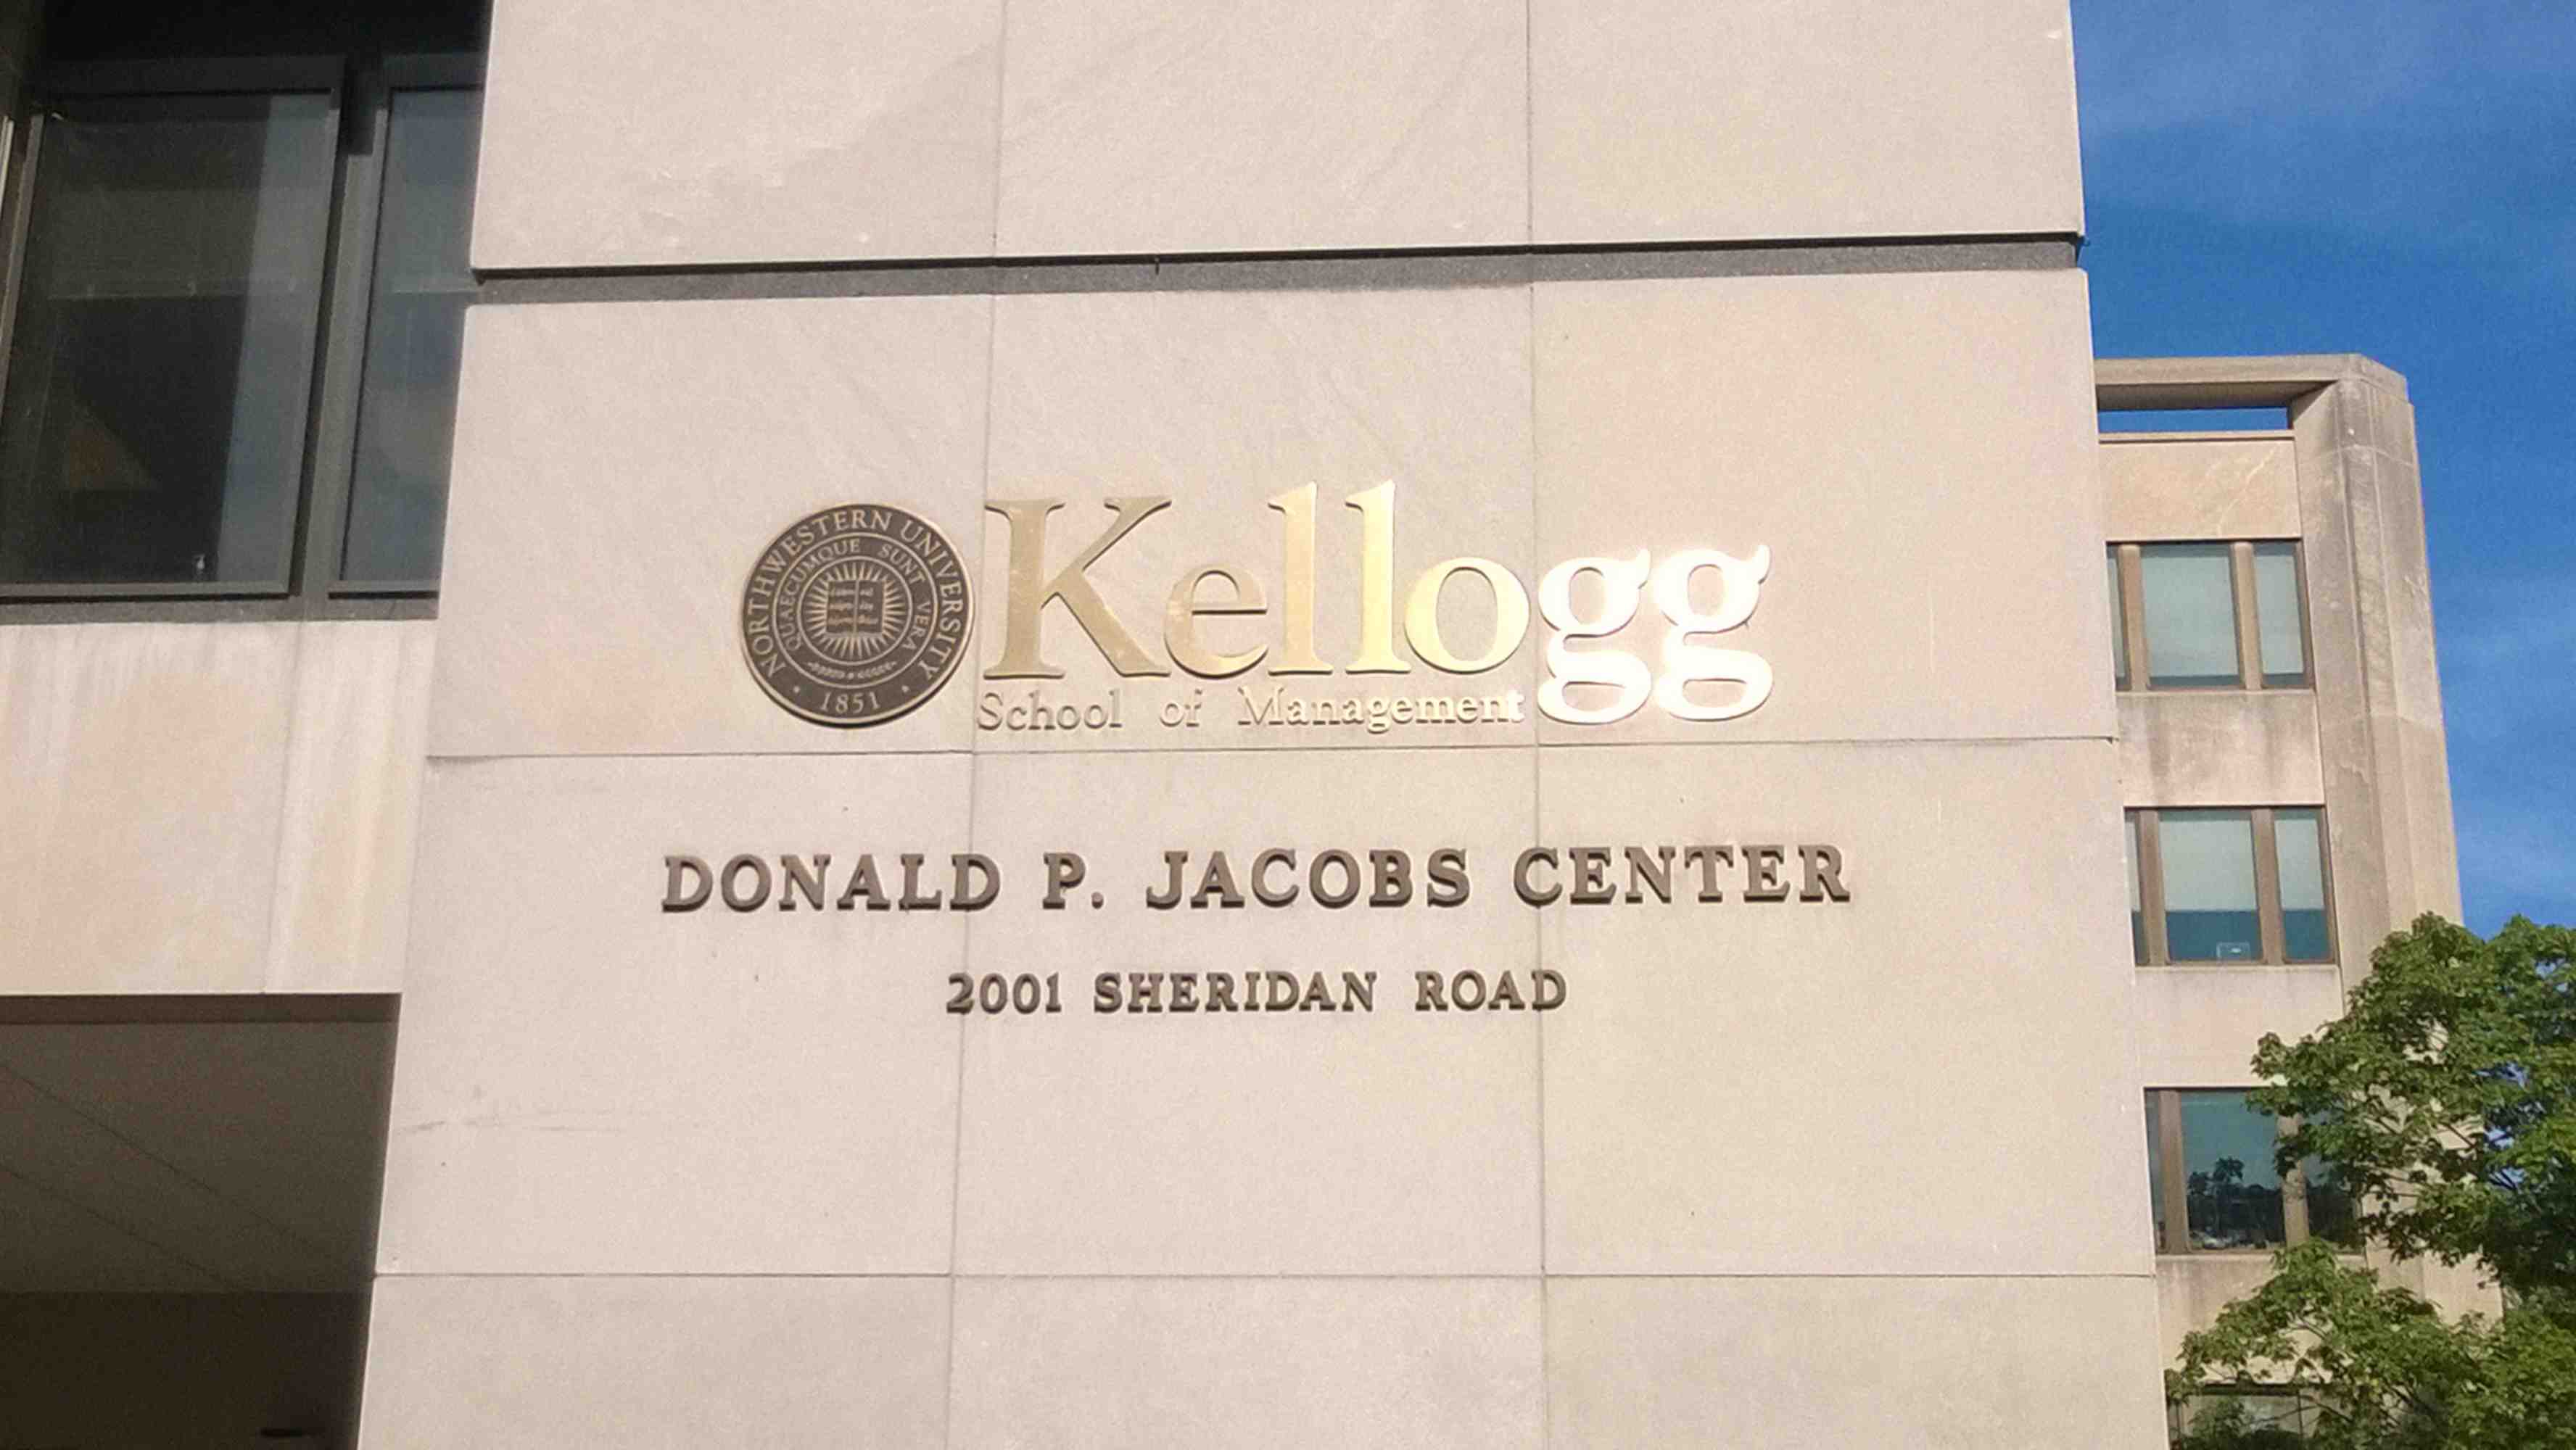 NORTHWESTERN UNIVERSITY
QUAECUMQUE SUNT VERA
1851
Kellogg
School of Management
DONALD P. JACOBS CENTER
2001 SHERIDAN ROAD